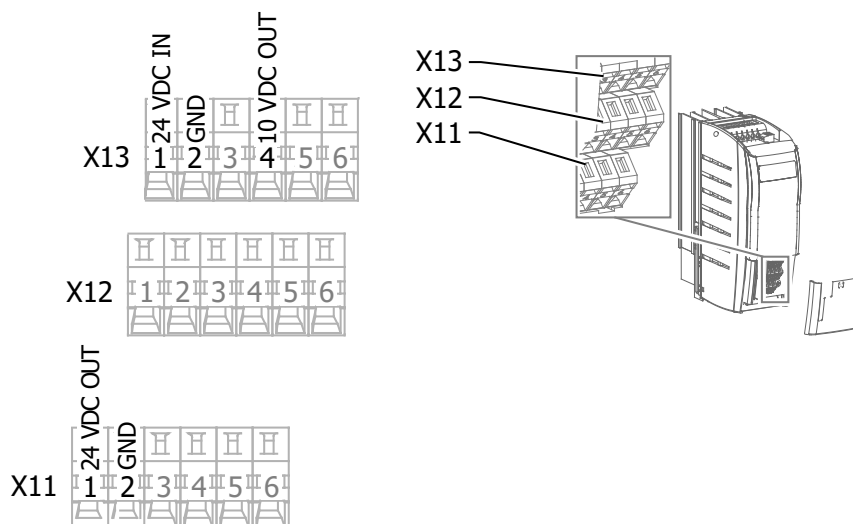 24 VDC IN
GND
10 VDC OUT
X13 1 2 3 4 5 6
X12 1 2 3 4 5 6
24 VDC OUT
GND
X11 1 2 3 4 5 6
X13
X12
X11